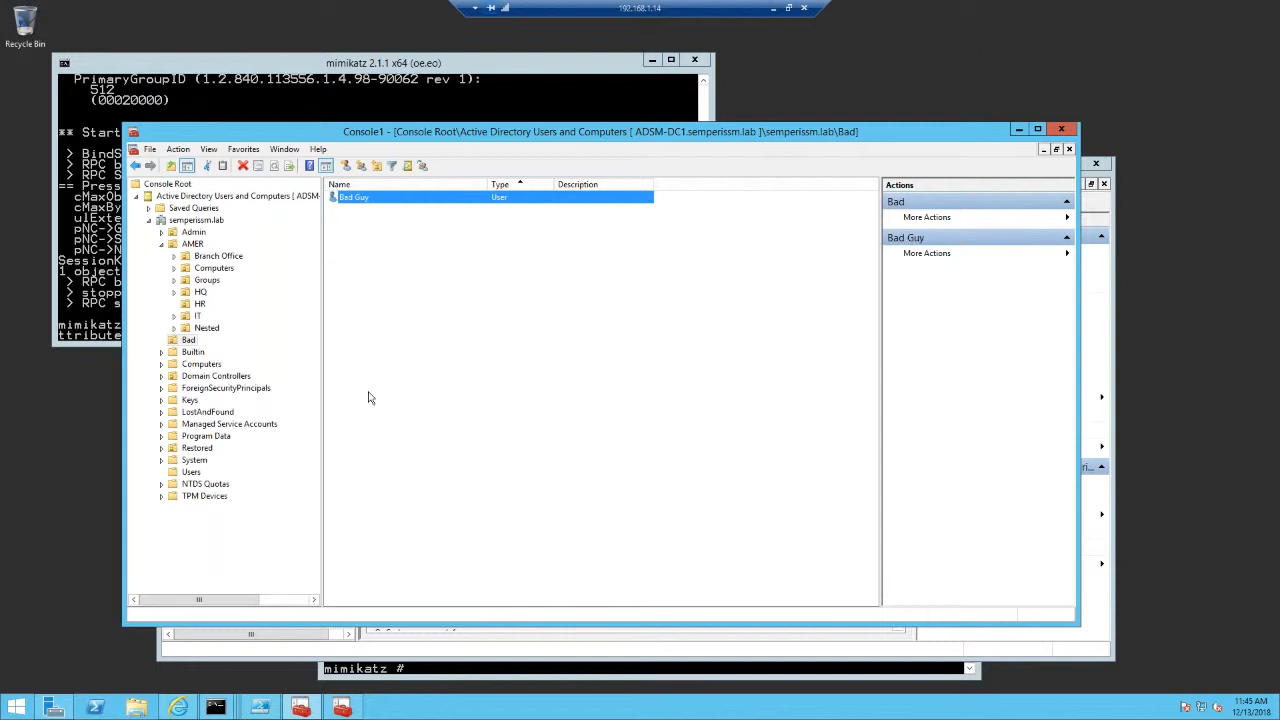 192.168.1.14
Recycle Bin
mimikatz 2.1.1 x64 (oe.eo)
PrimaryGroupID (1.2.840.113556.1.4.98-90062 rev 1):
512
(00020000)
** Start
> BindS
> RPC b
> RPC S
== Press
cMaxOb
cMaxBy
ulExte
pNC->G
pNC->S
pNC->N
SessionK
1 object
> RPC b
> stopp
> RPC s
mimikatz
ttribute
Console1 - [Console Root\Active Directory Users and Computers [ ADSM-DC1.semperissm.lab ]\semperissm.lab\Bad]
File Action View Favorites Window Help
Console Root
Active Directory Users and Computers [ ADSM-
Saved Queries
semperissm.lab
Admin
AMER
Branch Office
Computers
Groups
HQ
HR
IT
Nested
Bad
Builtin
Computers
Domain Controllers
ForeignSecurityPrincipals
Keys
LostAndFound
Managed Service Accounts
Program Data
Restored
System
Users
NTDS Quotas
TPM Devices
Name Type Description
Bad Guy User
Actions
Bad
More Actions
Bad Guy
More Actions
ri...
mimikatz #
11:45 AM
12/13/2018